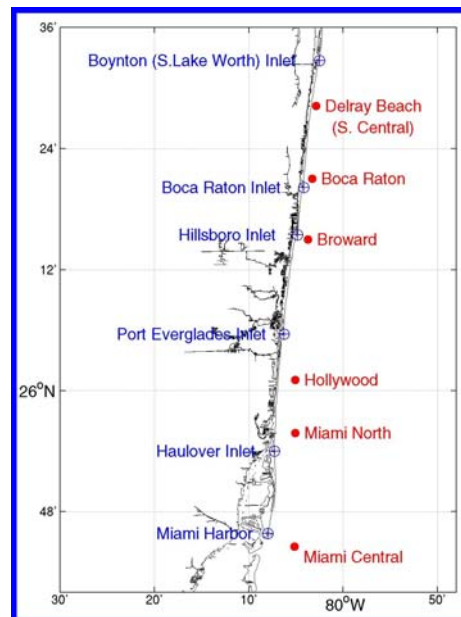 36'
Boynton (S.Lake Worth) Inlet
Delray Beach
(S. Central)
24'
Boca Raton
Boca Raton Inlet
Hillsboro Inlet
Broward
12'
Port Everglades Inlet
Hollywood
26°N
Miami North
Haulover Inlet
48'
Miami Harbor
Miami Central
30'
20'
10'
80°W
50'